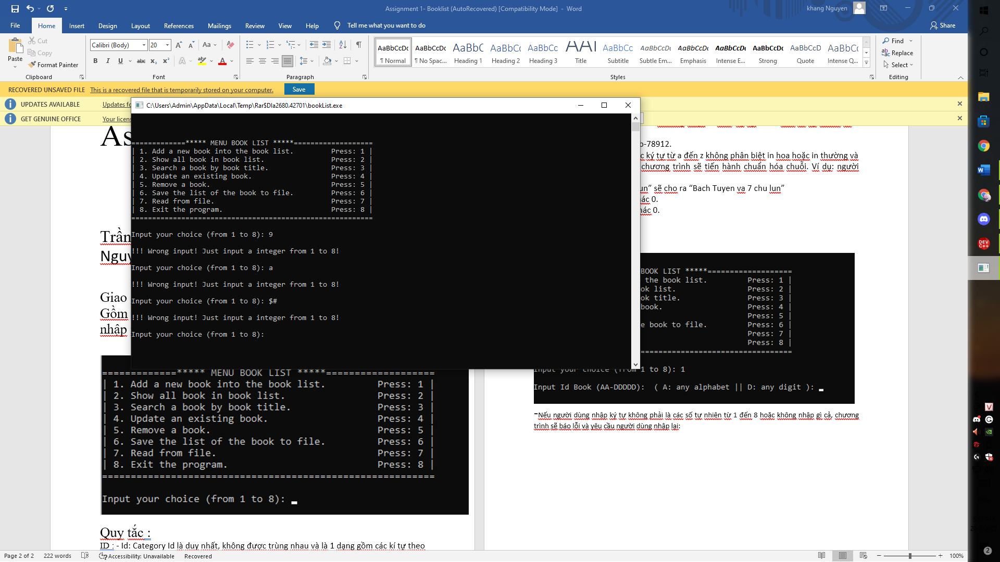 Assignment 1- Booklist (AutoRecovered) [Compatibility Mode] - Word
khang Nguyen
File Home Insert Design Layout References Mailings Review View Help Tell me what you want to do
Share
Paste
Cut
Copy
Format Painter
Clipboard
Calibri (Body) 20
Font
Paragraph
AaBbCcDc AaBbCcDc AaBbC AaBbCc AaBbCc AaBbCc AaBbCcDc AaBbCcDc AaBbCcDc AaBbCcDc AaBbCcD AaBbCc
¶ Normal ¶ No Spac... Heading 1 Heading 2 Heading 3 Title Subtitle Subtle Em... Emphasis Intense E... Strong Quote Intense Q...
Styles
Find
Replace
Select
Editing
RECOVERED UNSAVED FILE This is a recovered file that is temporarily stored on your computer. Save
UPDATES AVAILABLE Updates fo
GET GENUINE OFFICE Your licens
C:\Users\Admin\AppData\Local\Temp\Rar$DIa2680.42701\bookList.exe
=============***** MENU BOOK LIST *****===================
| 1. Add a new book into the book list. Press: 1 |
| 2. Show all book in book list. Press: 2 |
| 3. Search a book by book title. Press: 3 |
| 4. Update an existing book. Press: 4 |
| 5. Remove a book. Press: 5 |
| 6. Save the list of the book to file. Press: 6 |
| 7. Read from file. Press: 7 |
| 8. Exit the program. Press: 8 |
==========================================================
Input your choice (from 1 to 8): 9
!!! Wrong input! Just input a integer from 1 to 8!
Input your choice (from 1 to 8): a
!!! Wrong input! Just input a integer from 1 to 8!
Input your choice (from 1 to 8): $#
!!! Wrong input! Just input a integer from 1 to 8!
Input your choice (from 1 to 8):
As
Trần
Nguy
Giao
Gồm
nhập
=============***** MENU BOOK LIST *****===================
| 1. Add a new book into the book list. Press: 1 |
| 2. Show all book in book list. Press: 2 |
| 3. Search a book by book title. Press: 3 |
| 4. Update an existing book. Press: 4 |
| 5. Remove a book. Press: 5 |
| 6. Save the list of the book to file. Press: 6 |
| 7. Read from file. Press: 7 |
| 8. Exit the program. Press: 8 |
==========================================================
Input your choice (from 1 to 8):
Quy tắc :
ID : - Id: Category Id là duy nhất, không được trùng nhau và là 1 dạng gồm các kí tự theo
b-78912.
c ký tự từ a đến z không phân biệt in hoa hoặc in thường và
chương trình sẽ tiến hành chuẩn hóa chuỗi. Ví dụ: người
un” sẽ cho ra “Bach Tuyen va 7 chu lun”
hác 0.
hác 0.
BOOK LIST *****===================
the book list. Press: 1 |
ok list. Press: 2 |
ok title. Press: 3 |
book. Press: 4 |
Press: 5 |
e book to file. Press: 6 |
Press: 7 |
Press: 8 |
==================================
Input your choice (from 1 to 8): 1
Input Id Book (AA-DDDDD): ( A: any alphabet || D: any digit ):
-Nếu người dùng nhập ký tự không phải là các số tự nhiên từ 1 đến 8 hoặc không nhập gì cả, chương
trình sẽ báo lỗi và yêu cầu người dùng nhập lại:
Page 2 of 2 222 words Accessibility: Unavailable Recovered
100%
DEV C++
2